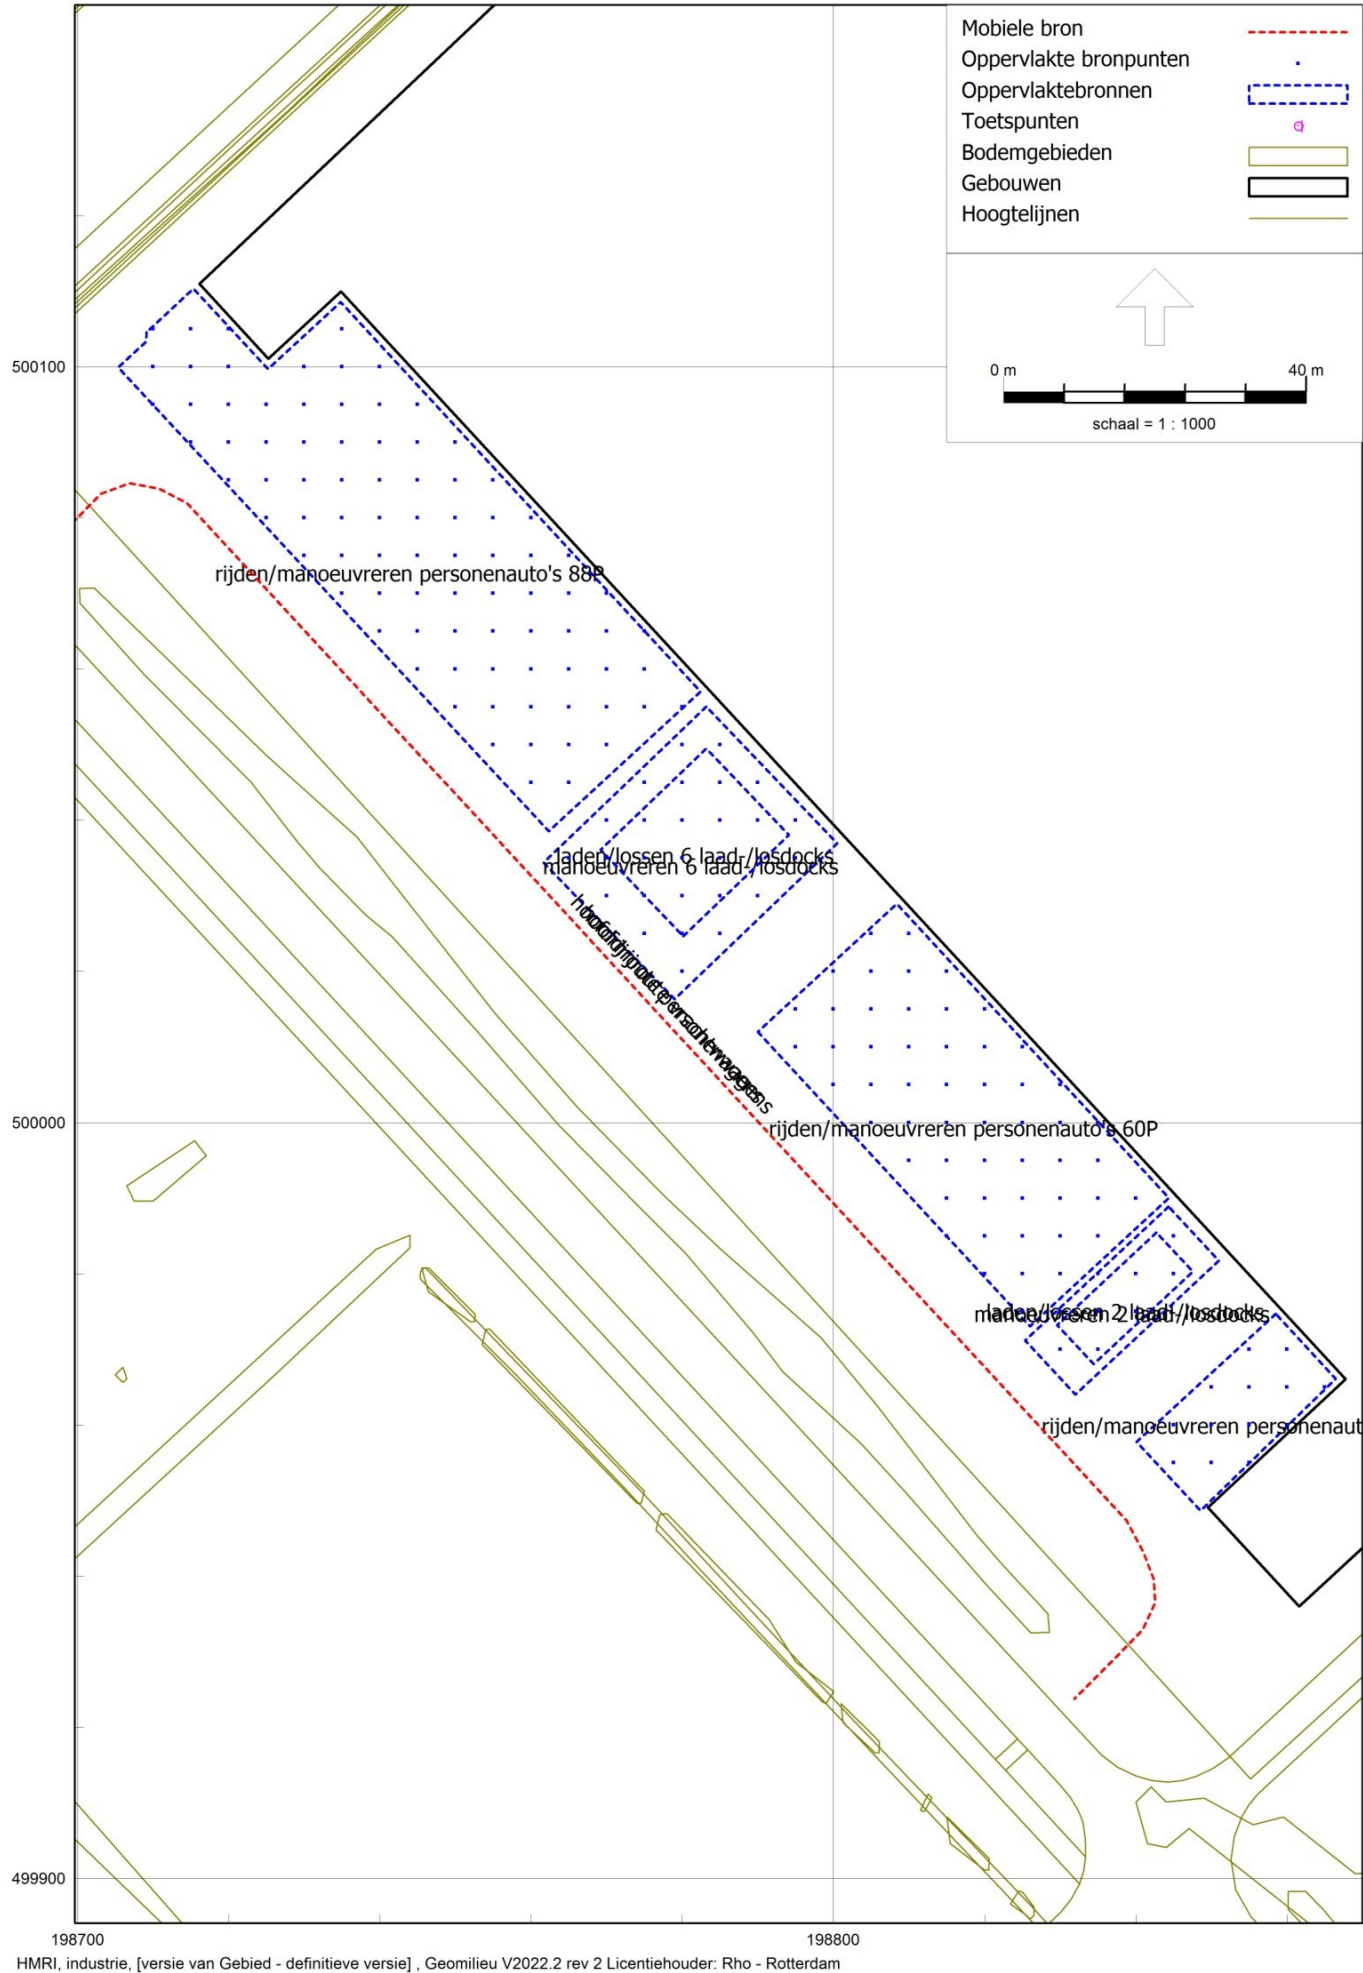 Mobiele bron
Oppervlakte bronpunten
Oppervlaktebronnen
Toetspunten
Bodemgebieden
Gebouwen
Hoogtelijnen
0 m 40 m
schaal = 1 : 1000
500100
rijden/manoeuvreren personenauto's 88P
laden/lossen 6 laad-/losdocks
manoeuvreren 6 laad-/losdocks
500000
rijden/manoeuvreren personenauto's 60P
laden/lossen 2 laad-/losdocks
manoeuvreren 2 laad-/losdocks
rijden/manoeuvreren personenaut
499900
198700 198800
HMRI, industrie, [versie van Gebied - definitieve versie] , Geomilieu V2022.2 rev 2 Licentiehouder: Rho - Rotterdam